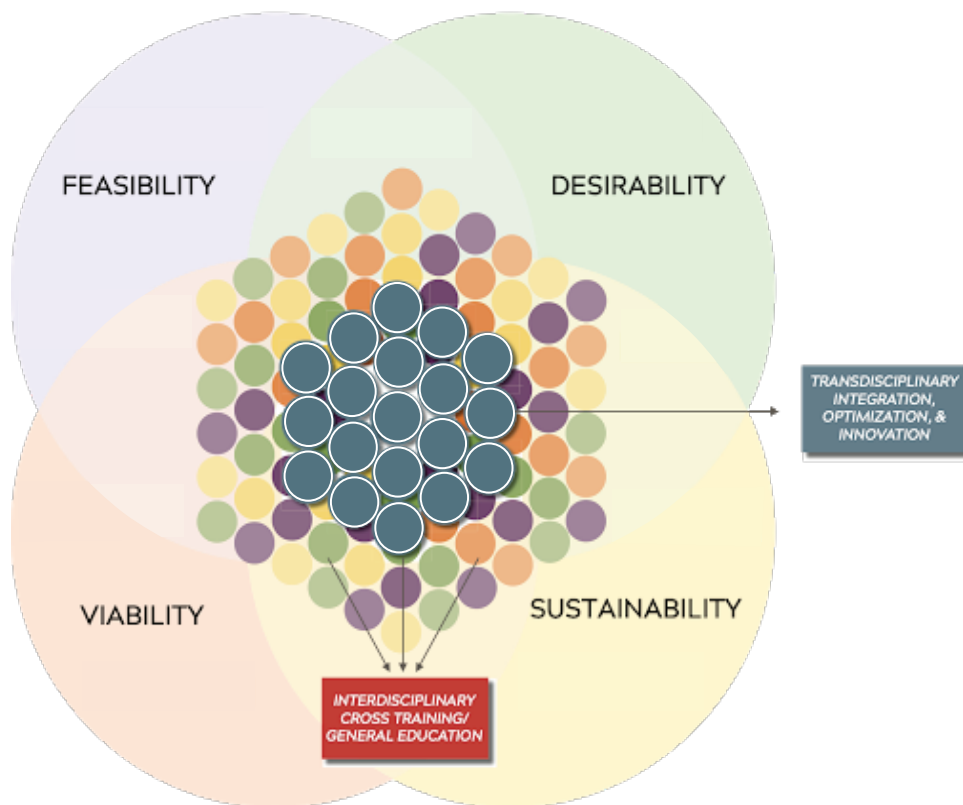 FEASIBILITY
DESIRABILITY
TRANSDISCIPLINARY
INTEGRATION,
OPTIMIZATION, &
INNOVATION
VIABILITY
SUSTAINABILITY
INTERDISCIPLINARY
CROSS TRAINING/
GENERAL EDUCATION